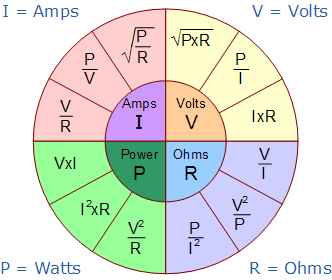 I = Amps
V = Volts
√(P/R)
√PxR
P/V
P/I
V/R
IxR
Amps
I
Volts
V
Power
P
Ohms
R
VxI
V/I
I²xR
V²/P
V²/R
P/I²
P = Watts
R = Ohms